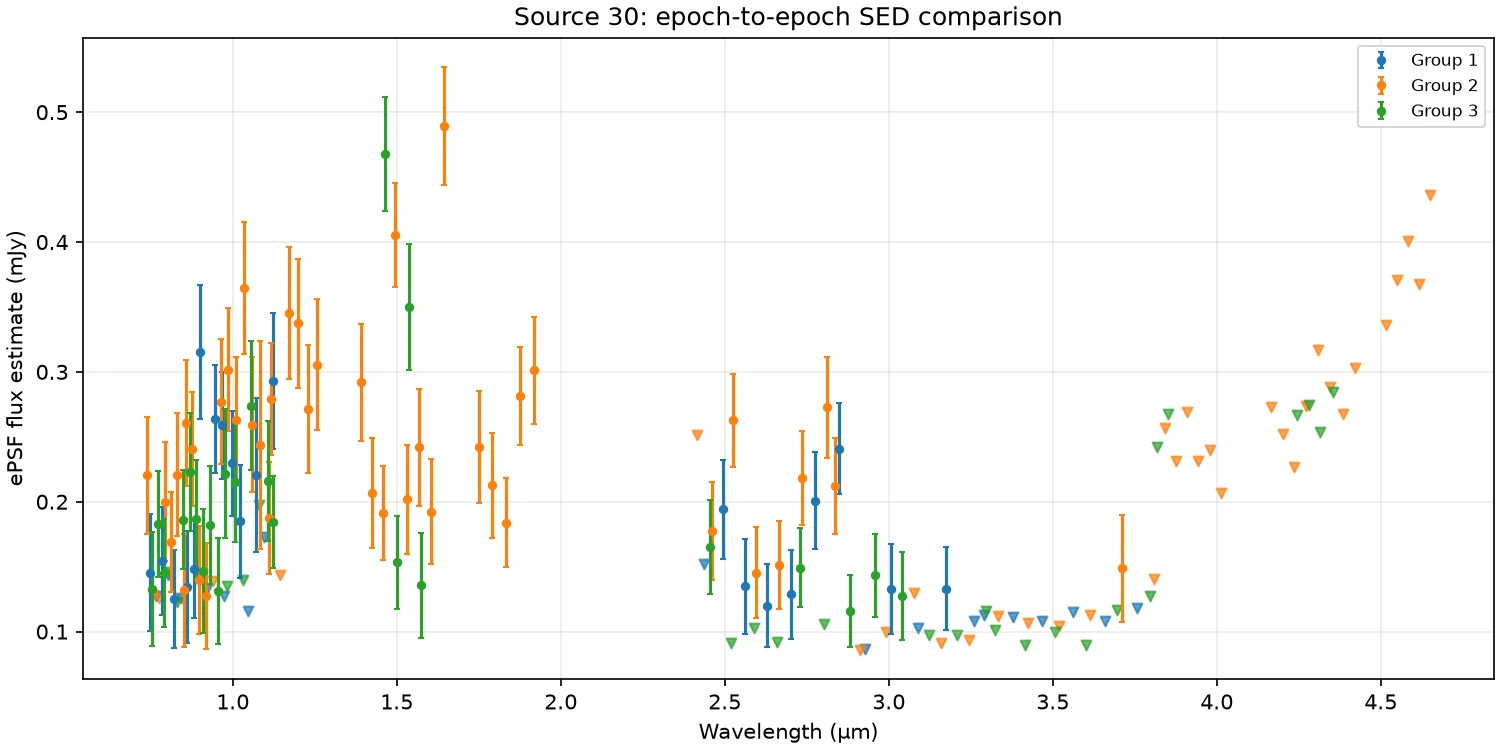 Source 30: epoch-to-epoch SED comparison
Group 1
Group 2
Group 3
ePSF flux estimate (mJy)
0.5
0.4
0.3
0.2
0.1
1.0 1.5 2.0 2.5 3.0 3.5 4.0 4.5
Wavelength (μm)